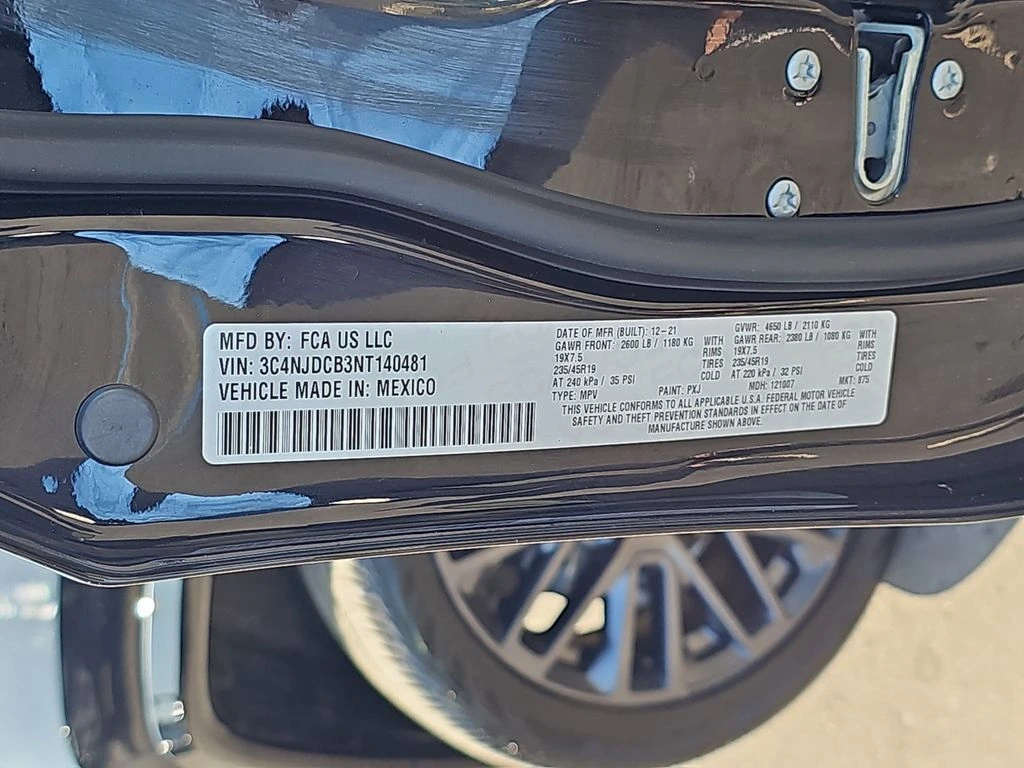 MFD BY: FCA US LLC
VIN: 3C4NJDCB3NT140481
VEHICLE MADE IN: MEXICO
DATE OF MFR (BUILT): 12-21
GAWR FRONT: 2600 LB / 1180 KG WITH
19X7.5 RIMS
235/45R19 TIRES
AT 240 kPa / 35 PSI COLD
TYPE: MPV
PAINT: PXJ
GVWR: 4650 LB / 2110 KG
GAWR REAR: 2380 LB / 1080 KG WITH
19X7.5 RIMS
235/45R19 TIRES
AT 220 kPa / 32 PSI COLD
MDH: 121007
MKT: 875
THIS VEHICLE CONFORMS TO ALL APPLICABLE U.S.A. FEDERAL MOTOR VEHICLE
SAFETY AND THEFT PREVENTION STANDARDS IN EFFECT ON THE DATE OF
MANUFACTURE SHOWN ABOVE.